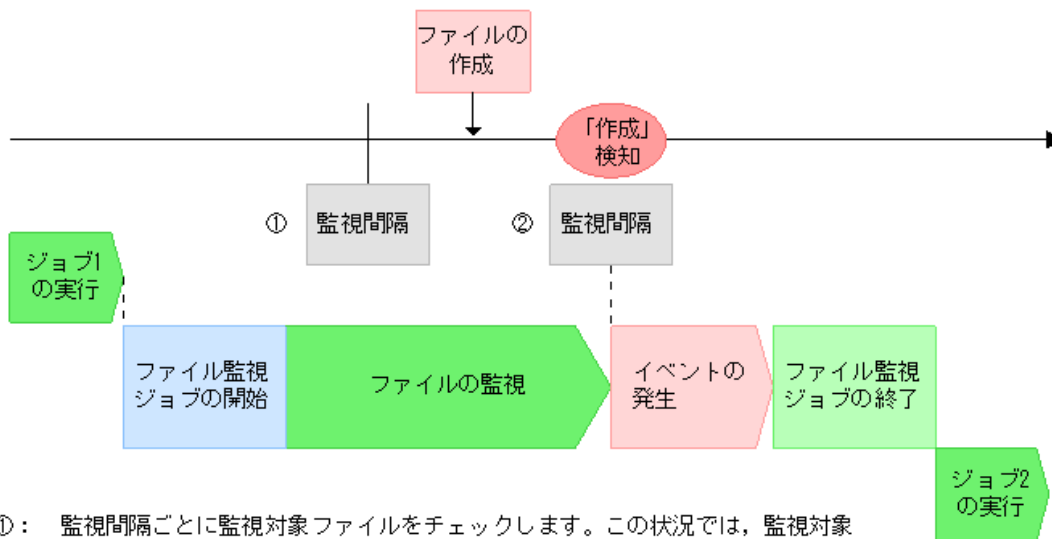 ファイルの
作成
「作成」
検知
① 監視間隔
② 監視間隔
ジョブ1
の実行
ファイル監視
ジョブの開始
ファイルの監視
イベントの
発生
ファイル監視
ジョブの終了
ジョブ2
の実行
①： 監視間隔ごとに監視対象ファイルをチェックします。この状況では，監視対象